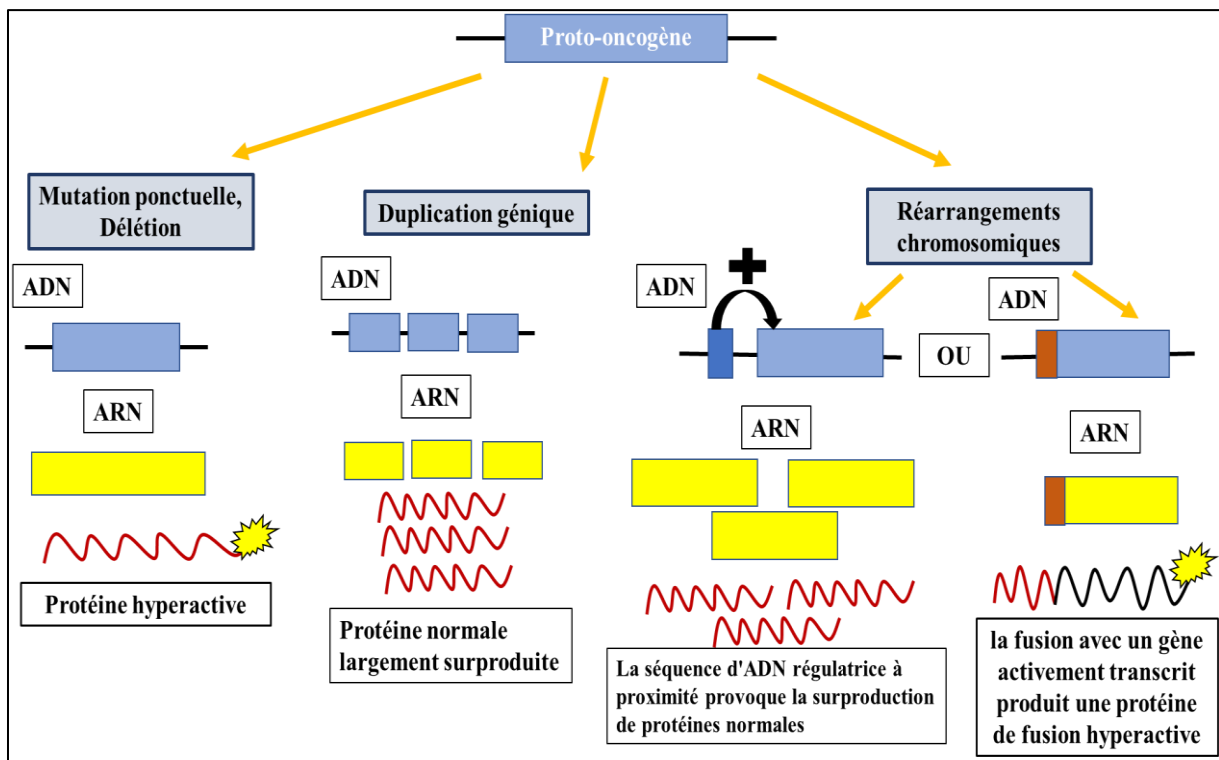 Proto-oncogène
Mutation ponctuelle,
Délétion
Duplication génique
Réarrangements
chromosomiques
ADN
ADN
ADN
ADN
OU
ARN
ARN
ARN
ARN
Protéine hyperactive
Protéine normale
largement surproduite
La séquence d'ADN régulatrice à
proximité provoque la surproduction
de protéines normales
la fusion avec un gène
activement transcrit
produit une protéine
de fusion hyperactive